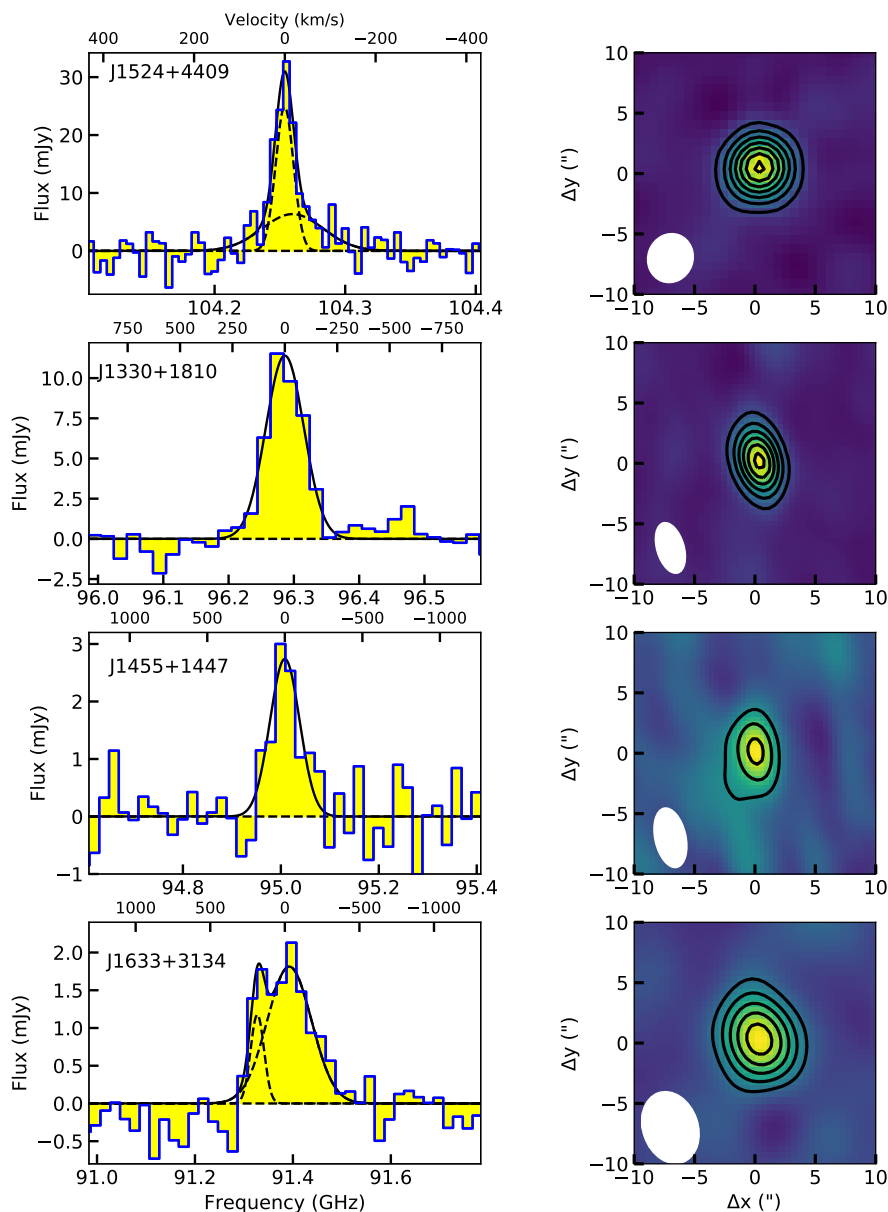 Velocity (km/s)
400 200 0 −200 −400
J1524+4409
30
20
10
0
Flux (mJy)
104.2 104.3 104.4
10
5
0
−5
−10
Δy (")
−10 −5 0 5 10
750 500 250 0 −250 −500 −750
J1330+1810
10.0
7.5
5.0
2.5
0.0
−2.5
Flux (mJy)
96.0 96.1 96.2 96.3 96.4 96.5
10
5
0
−5
−10
Δy (")
−10 −5 0 5 10
1000 500 0 −500 −1000
J1455+1447
3
2
1
0
−1
Flux (mJy)
94.8 95.0 95.2 95.4
10
5
0
−5
−10
Δy (")
−10 −5 0 5 10
1000 500 0 −500 −1000
J1633+3134
2.0
1.5
1.0
0.5
0.0
−0.5
Flux (mJy)
91.0 91.2 91.4 91.6
Frequency (GHz)
10
5
0
−5
−10
Δy (")
−10 −5 0 5 10
Δx (")